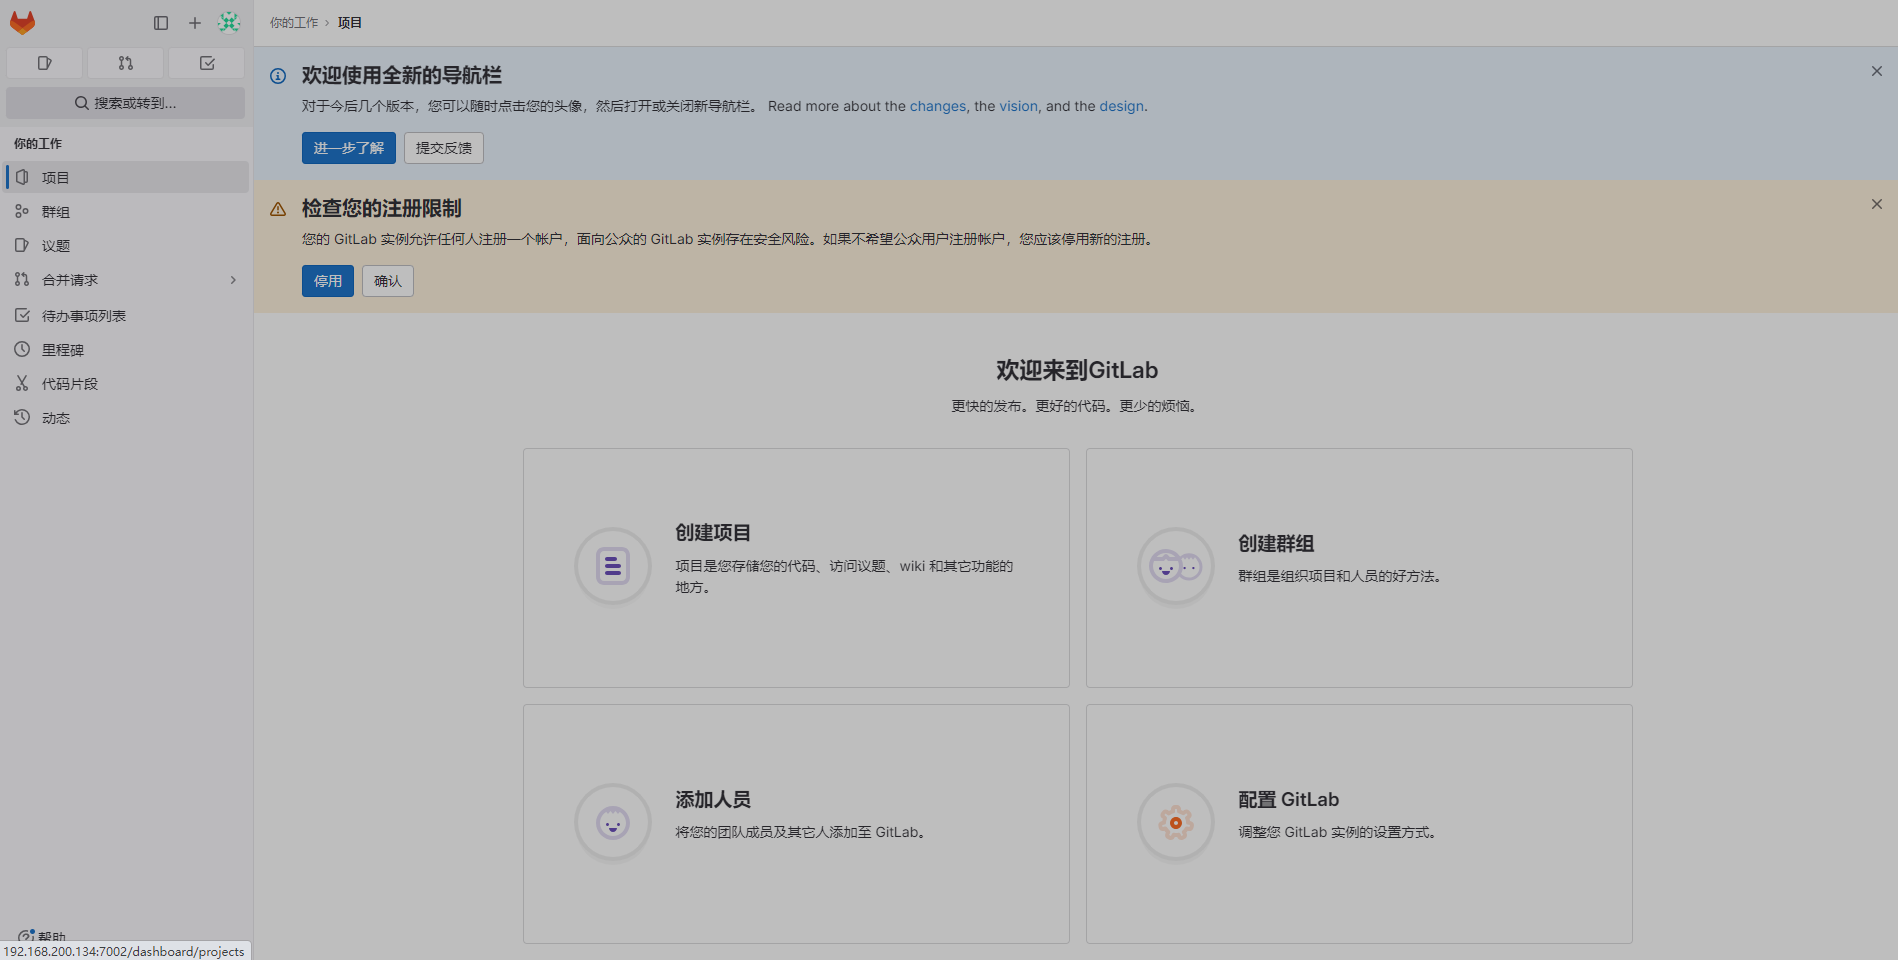 你的工作 › 项目
搜索或转到...
你的工作
项目
群组
议题
合并请求
待办事项列表
里程碑
代码片段
动态
帮助
192.168.200.134:7002/dashboard/projects
欢迎使用全新的导航栏
对于今后几个版本，您可以随时点击您的头像，然后打开或关闭新导航栏。 Read more about the changes, the vision, and the design.
进一步了解 提交反馈
检查您的注册限制
您的 GitLab 实例允许任何人注册一个帐户，面向公众的 GitLab 实例存在安全风险。如果不希望公众用户注册帐户，您应该停用新的注册。
停用 确认
欢迎来到GitLab
更快的发布。更好的代码。更少的烦恼。
创建项目
项目是您存储您的代码、访问议题、wiki 和其它功能的
地方。
创建群组
群组是组织项目和人员的好方法。
添加人员
将您的团队成员及其它人添加至 GitLab。
配置 GitLab
调整您 GitLab 实例的设置方式。